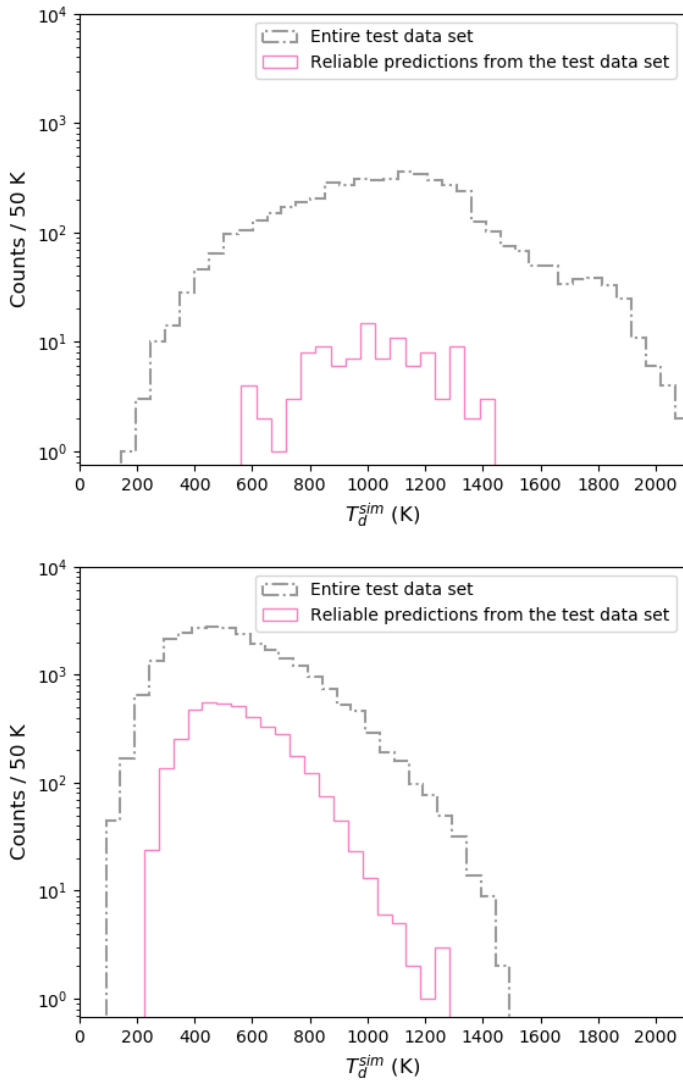 10^4
10^3
10^2
10^1
10^0
Counts / 50 K
Entire test data set
Reliable predictions from the test data set
0 200 400 600 800 1000 1200 1400 1600 1800 2000
T_d^{sim} (K)
10^4
10^3
10^2
10^1
10^0
Counts / 50 K
Entire test data set
Reliable predictions from the test data set
0 200 400 600 800 1000 1200 1400 1600 1800 2000
T_d^{sim} (K)